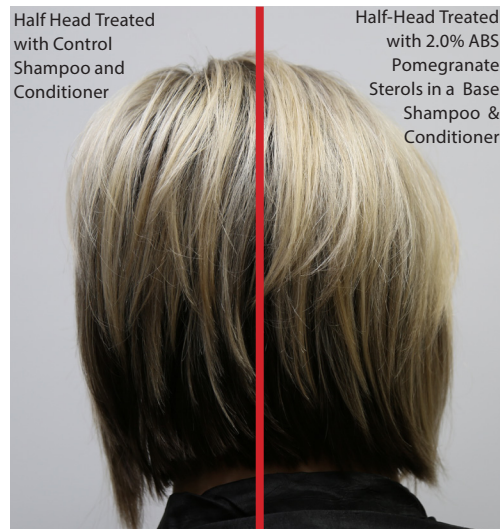 Half Head Treated
with Control
Shampoo and
Conditioner
Half-Head Treated
with 2.0% ABS
Pomegranate
Sterols in a Base
Shampoo &
Conditioner